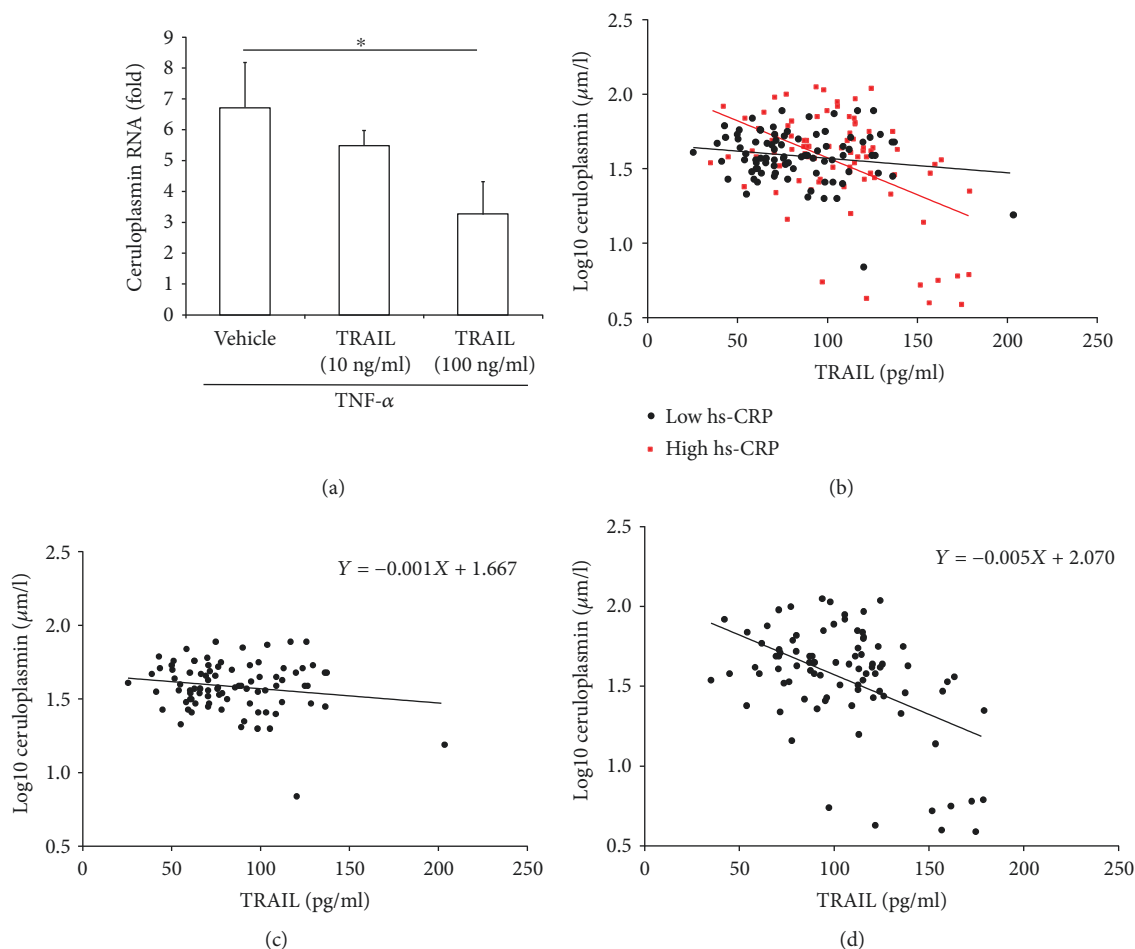 9
8
7
6
5
4
3
2
1
0
Ceruloplasmin RNA (fold)
*
Vehicle
TRAIL
(10 ng/ml)
TRAIL
(100 ng/ml)
TNF-α
(a)
2.5
2.0
1.5
1.0
0.5
Log10 ceruloplasmin (μm/l)
0 50 100 150 200 250
TRAIL (pg/ml)
Low hs-CRP
High hs-CRP
(b)
2.5
2.0
1.5
1.0
0.5
Log10 ceruloplasmin (μm/l)
Y = −0.001X + 1.667
0 50 100 150 200 250
TRAIL (pg/ml)
(c)
2.5
2.0
1.5
1.0
0.5
Log10 ceruloplasmin (μm/l)
Y = −0.005X + 2.070
0 50 100 150 200 250
TRAIL (pg/ml)
(d)